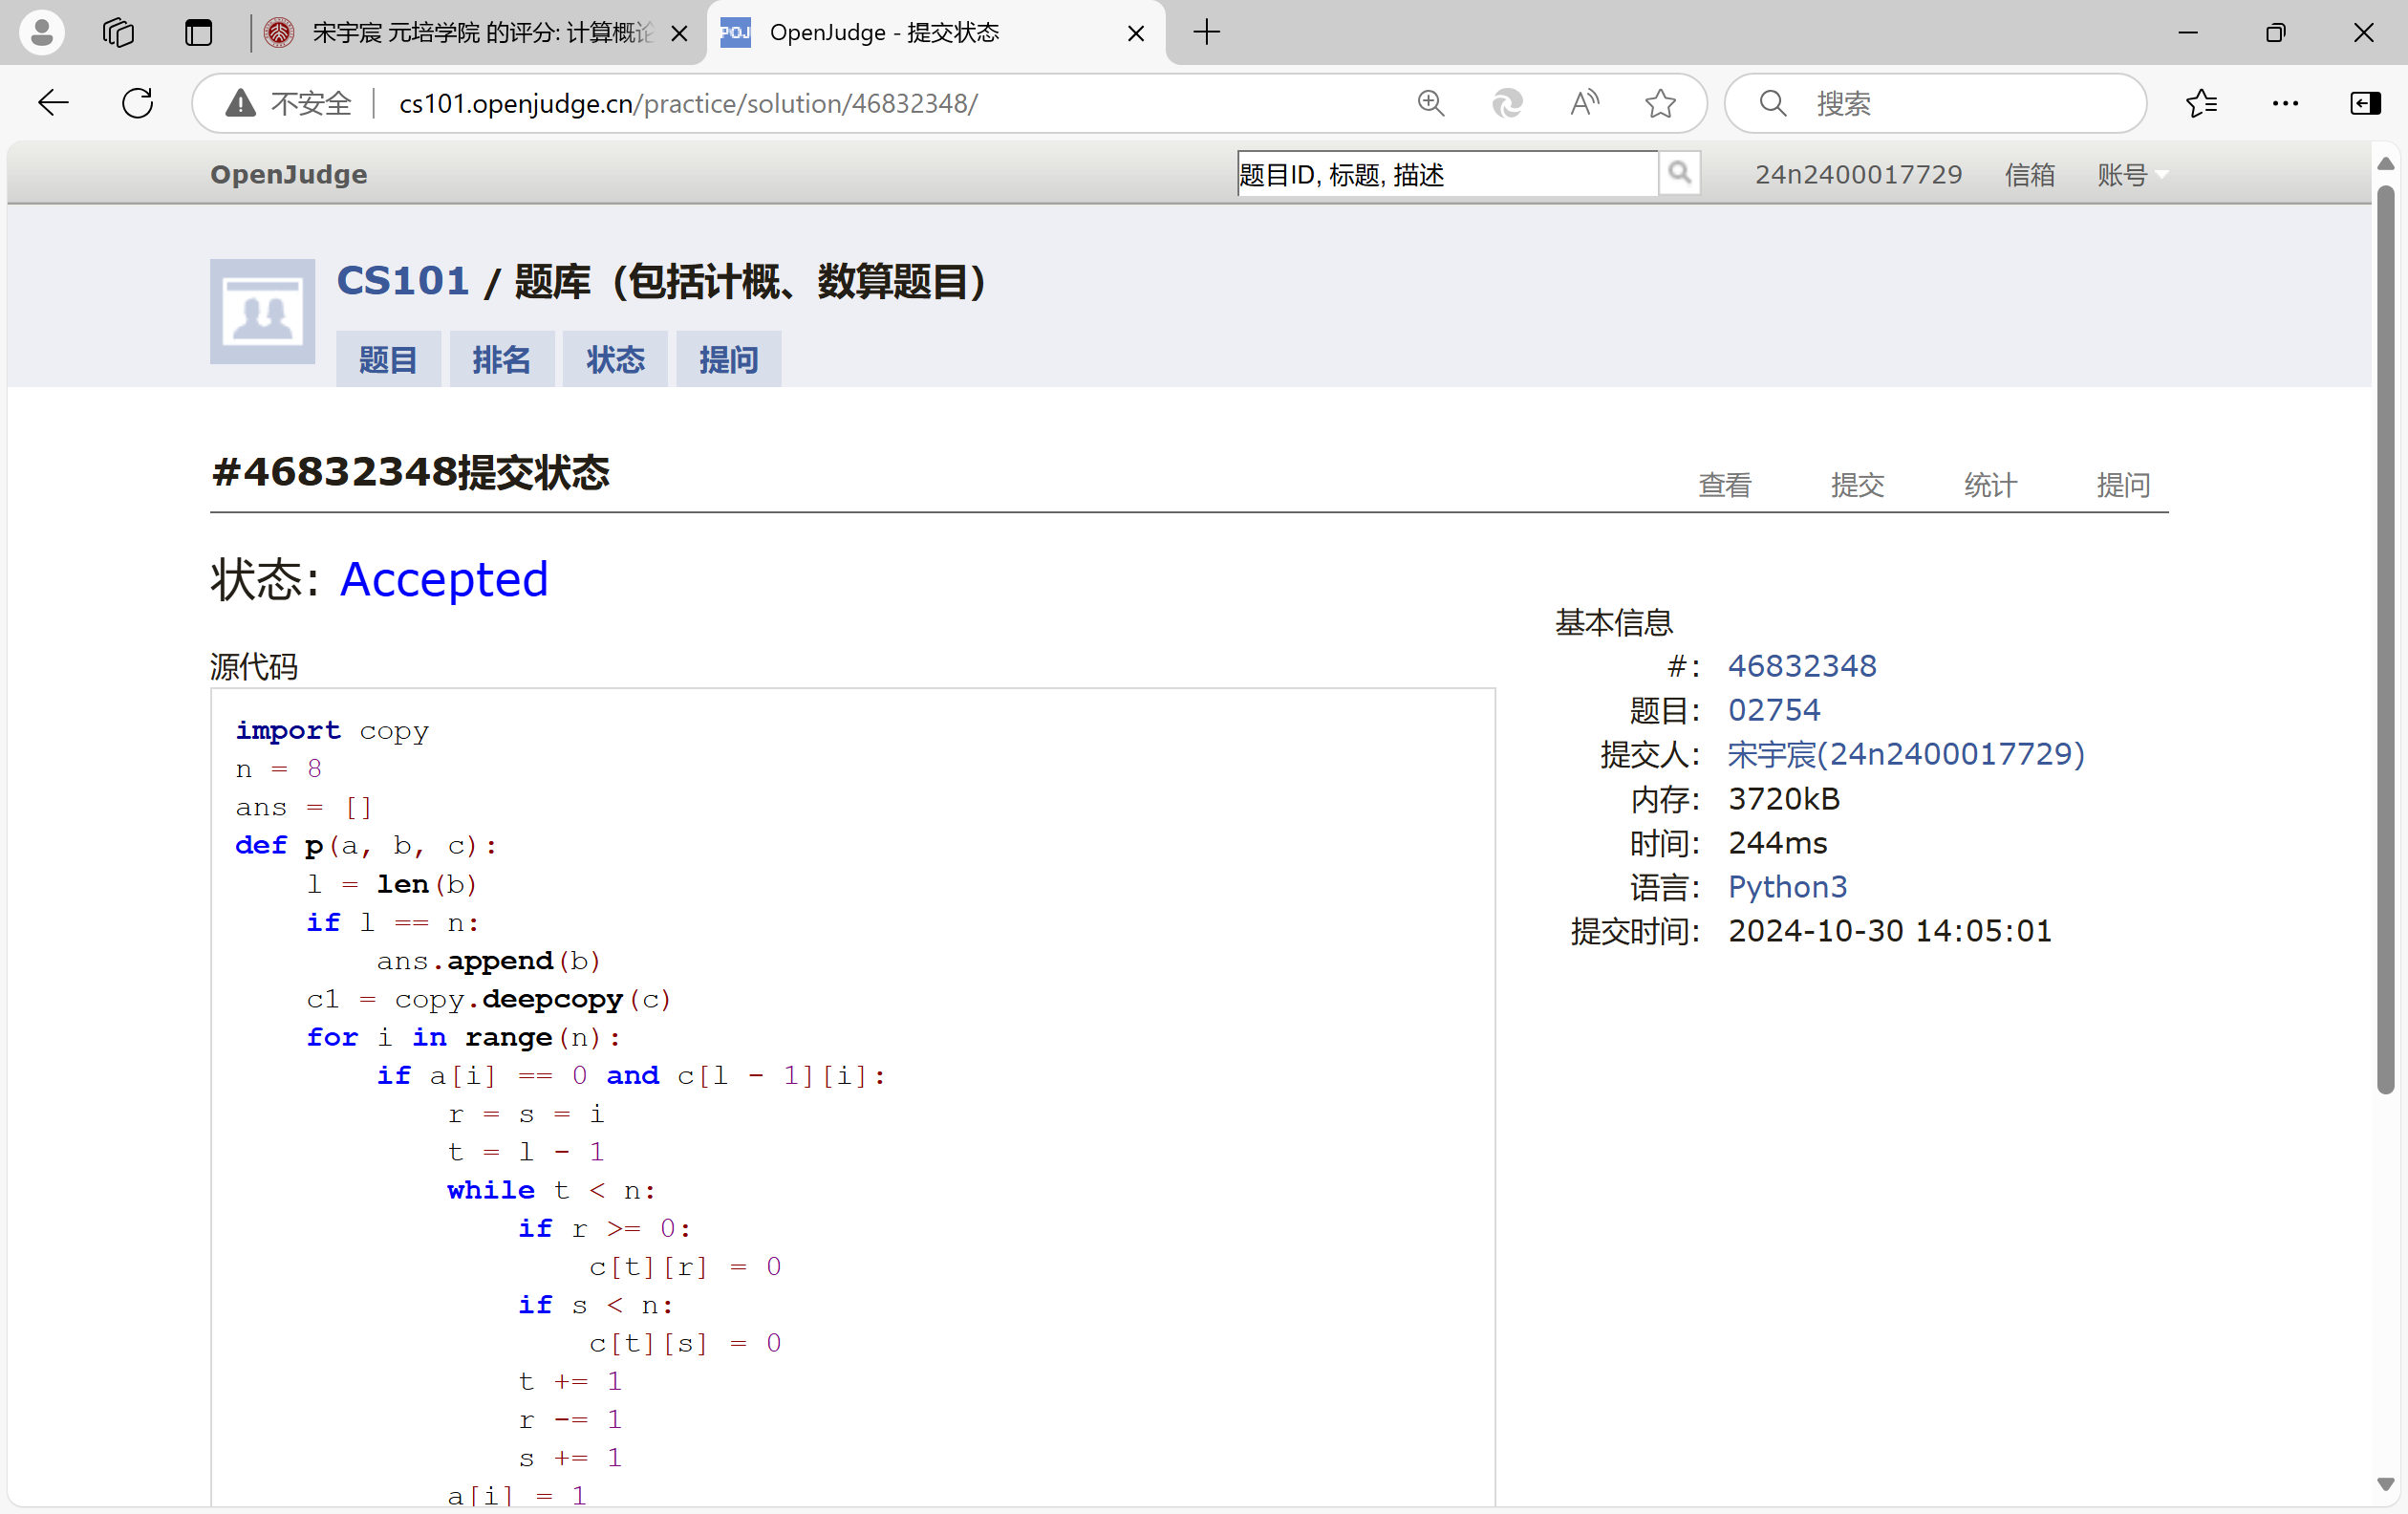 宋宇宸 元培学院 的评分: 计算概论
OpenJudge - 提交状态
不安全 cs101.openjudge.cn/practice/solution/46832348/
搜索
OpenJudge
题目ID, 标题, 描述
24n2400017729 信箱 账号
CS101 / 题库（包括计概、数算题目）
题目 排名 状态 提问
#46832348提交状态
查看 提交 统计 提问
状态: Accepted
源代码
import copy
n = 8
ans = []
def p(a, b, c):
    l = len(b)
    if l == n:
        ans.append(b)
    c1 = copy.deepcopy(c)
    for i in range(n):
        if a[i] == 0 and c[l - 1][i]:
            r = s = i
            t = l - 1
            while t < n:
                if r >= 0:
                    c[t][r] = 0
                if s < n:
                    c[t][s] = 0
                t += 1
                r -= 1
                s += 1
            a[i] = 1
基本信息
#: 46832348
题目: 02754
提交人: 宋宇宸(24n2400017729)
内存: 3720kB
时间: 244ms
语言: Python3
提交时间: 2024-10-30 14:05:01